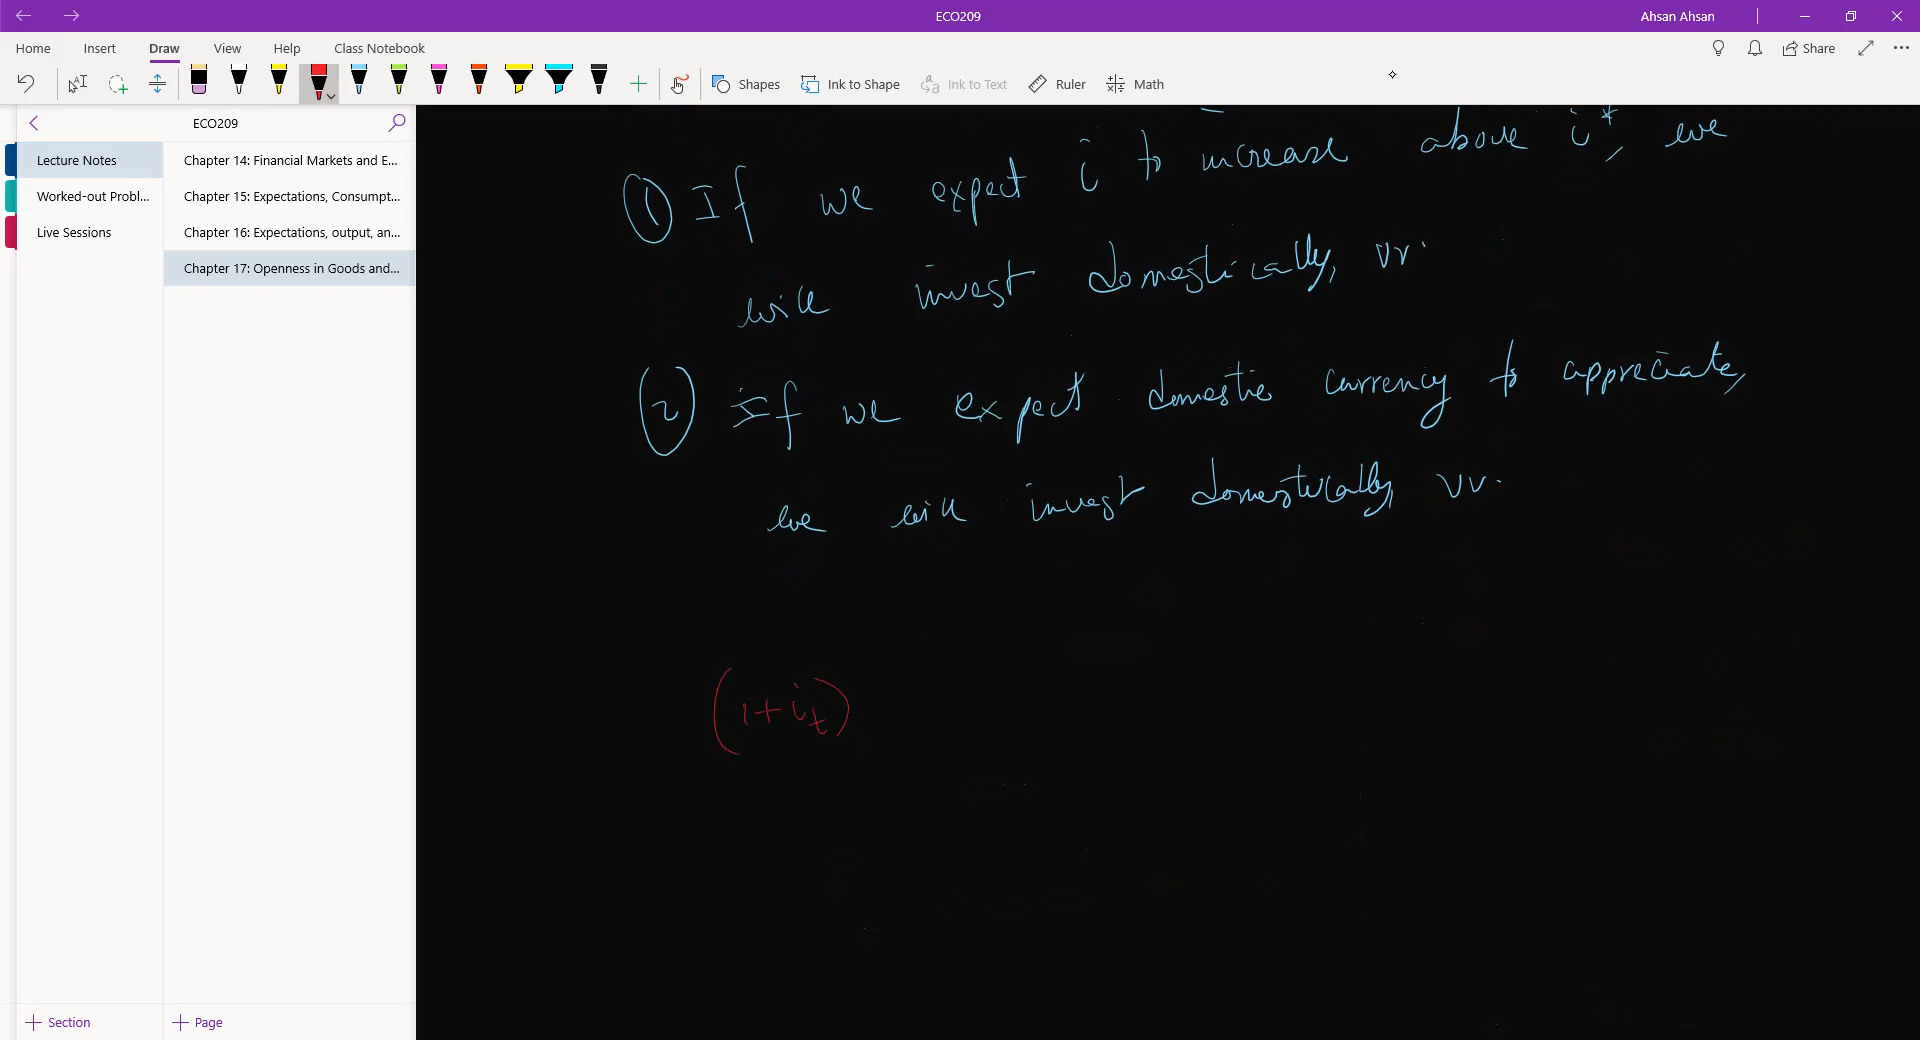 ECO209
Ahsan Ahsan
Home Insert Draw View Help Class Notebook
Share
Shapes Ink to Shape Ink to Text Ruler Math
ECO209
Lecture Notes
Worked-out Probl...
Live Sessions
Chapter 14: Financial Markets and E...
Chapter 15: Expectations, Consumpt...
Chapter 16: Expectations, output, an...
Chapter 17: Openness in Goods and...
① If we expect i to increase above i*, we
will invest domestically, vv.
② If we expect domestic currency to appreciate,
we will invest domestically, vv.
(1+i_t)
Section
Page